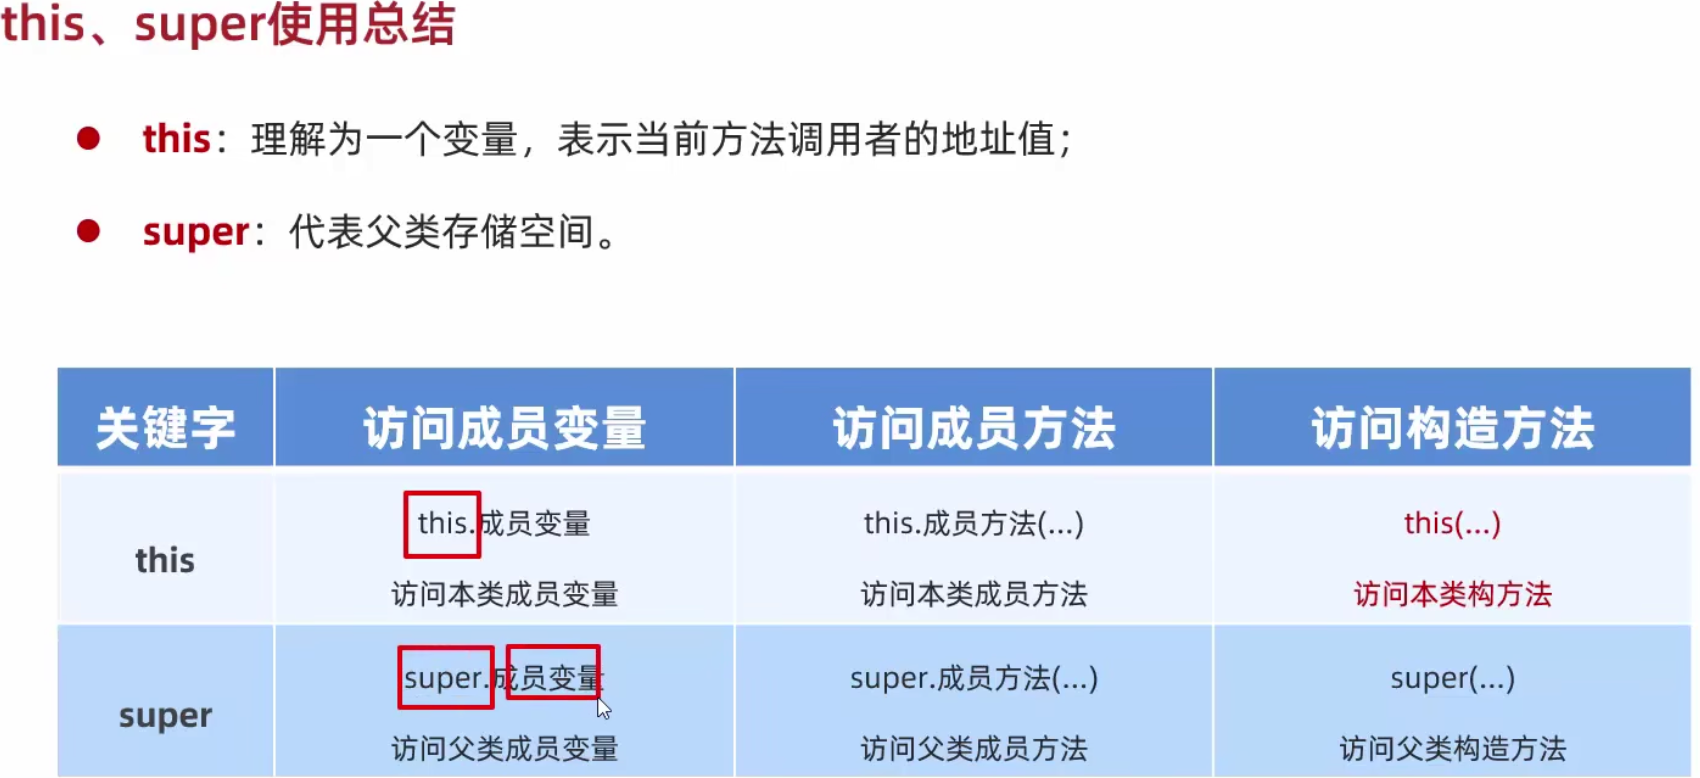 this、super使用总结
this：理解为一个变量，表示当前方法调用者的地址值；
super：代表父类存储空间。
关键字 访问成员变量 访问成员方法 访问构造方法
this
this.成员变量 this.成员方法(...) this(...)
访问本类成员变量 访问本类成员方法 访问本类构方法
super
super.成员变量 super.成员方法(...) super(...)
访问父类成员变量 访问父类成员方法 访问父类构造方法